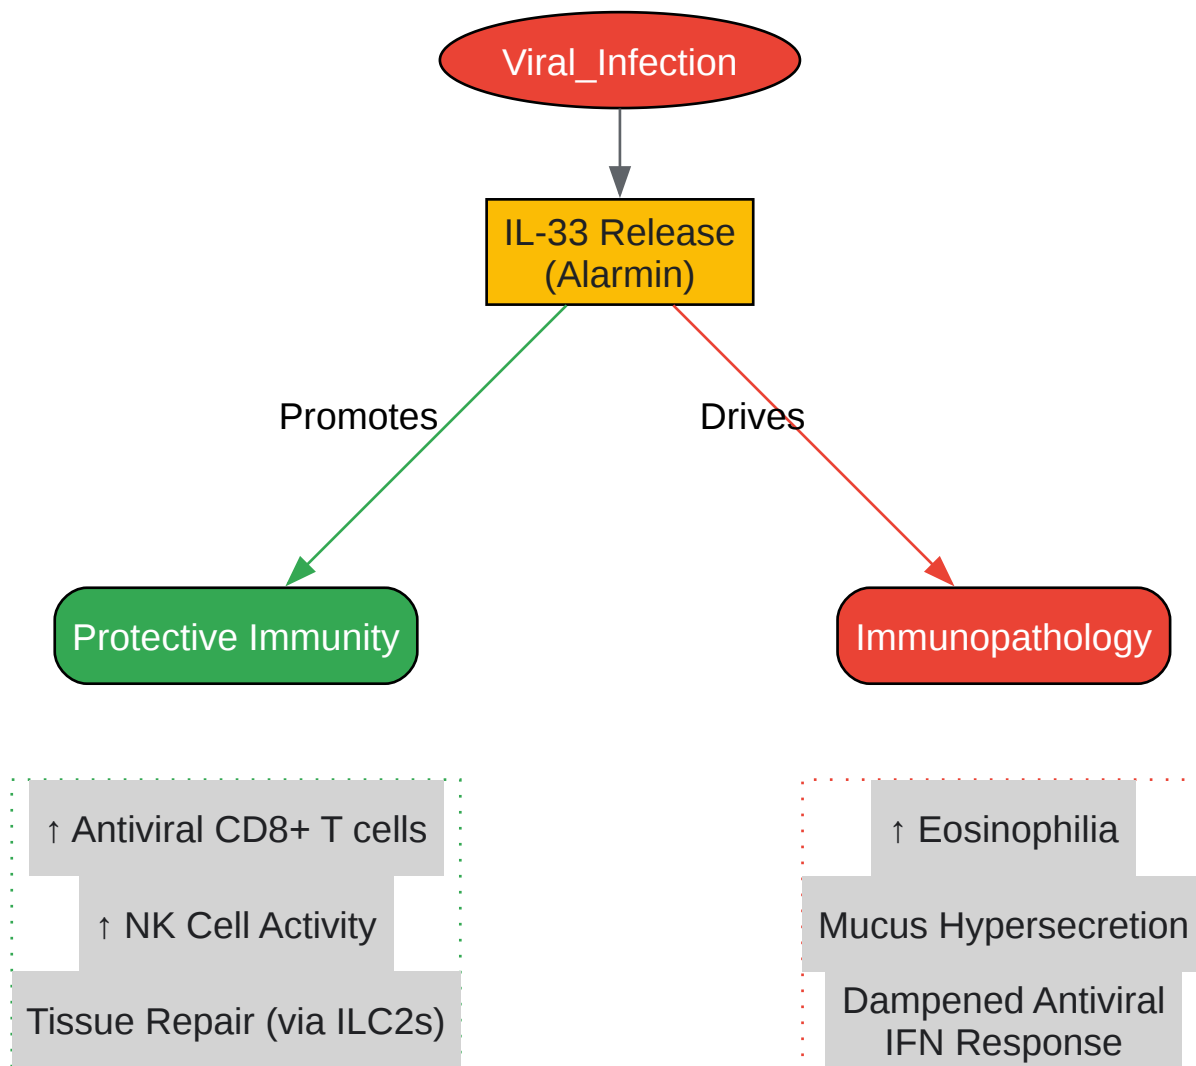 Viral_Infection
IL-33 Release
(Alarmin)
Promotes
Drives
Protective Immunity
Immunopathology
↑ Antiviral CD8+ T cells
↑ NK Cell Activity
Tissue Repair (via ILC2s)
↑ Eosinophilia
Mucus Hypersecretion
Dampened Antiviral
IFN Response